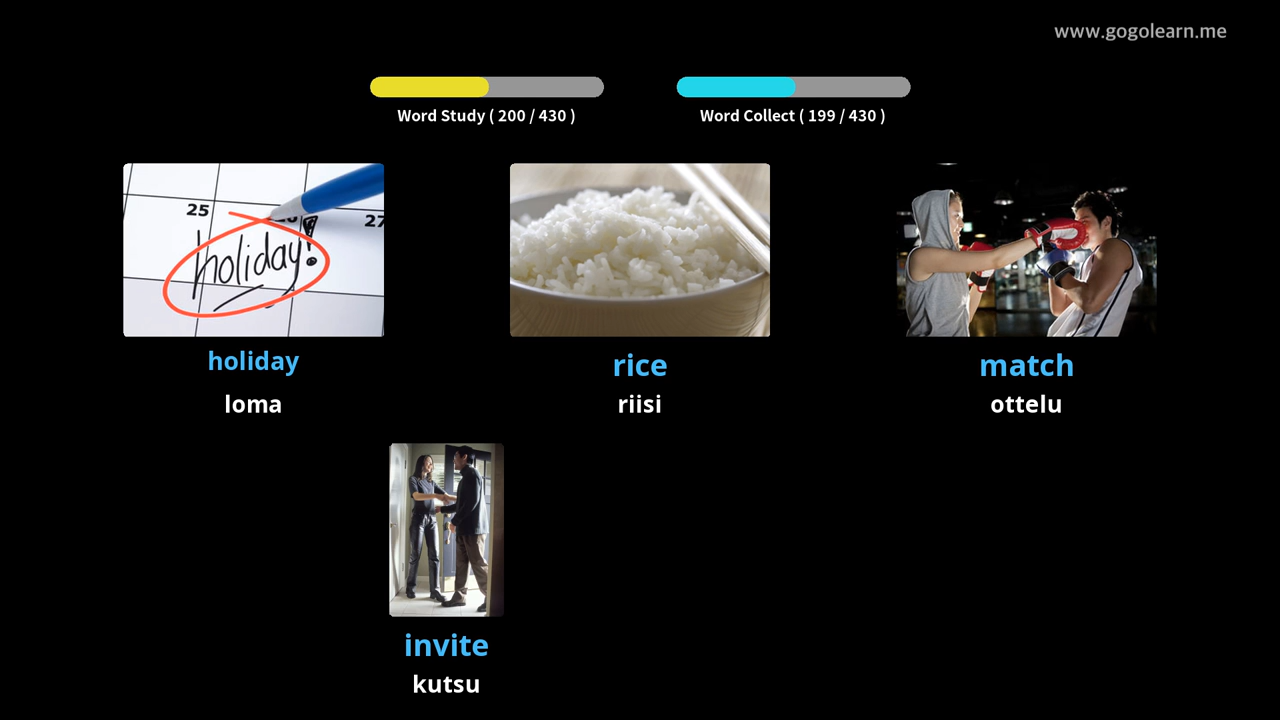 www.gogolearn.me
Word Study ( 200 / 430 )
Word Collect ( 199 / 430 )
25
27
holiday!
holiday
rice
match
loma
riisi
ottelu
invite
kutsu